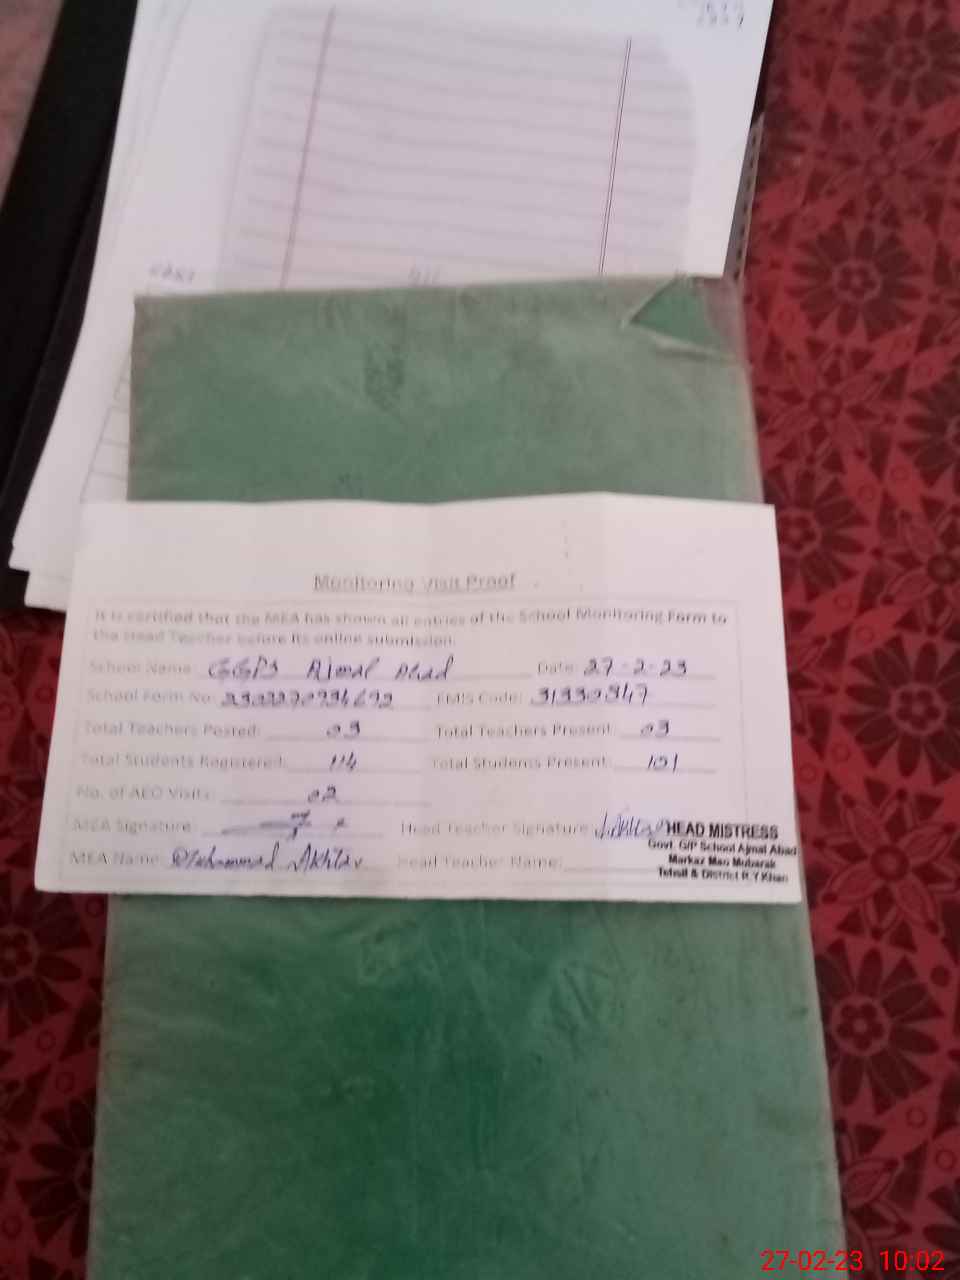 Monitoring Visit Proof
It is certified that the MEA has shown all entries of the School Monitoring Form to
the Head Teacher before its online submission.
School Name: GGPS Ajmal Abad Date: 27-2-23
School Form No: EMIS Code: 31330347
Total Teachers Posted: 03 Total Teachers Present: 03
Total Students Registered: 114 Total Students Present: 101
No. of AEO Visits: 02
MEA Signature: Head Teacher Signature
HEAD MISTRESS
Govt. G/P School Ajmal Abad
Markaz Mau Mubarak
Tehsil & District R.Y.Khan
MEA Name: Muhammad Akhtar Head Teacher Name:
27-02-23 10:02